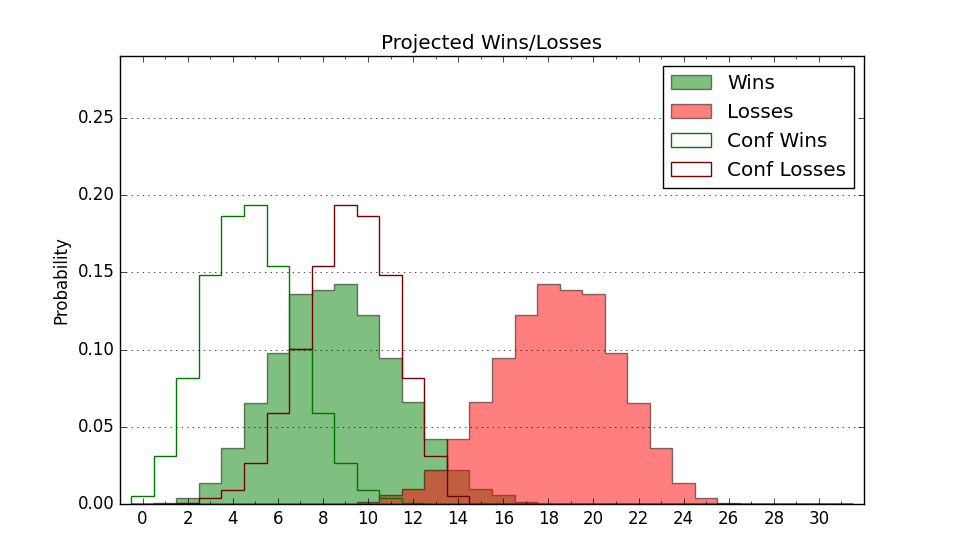 Projected Wins/Losses
Wins
Losses
Conf Wins
Conf Losses
Probability
0.25
0.20
0.15
0.10
0.05
0.00
0 2 4 6 8 10 12 14 16 18 20 22 24 26 28 30